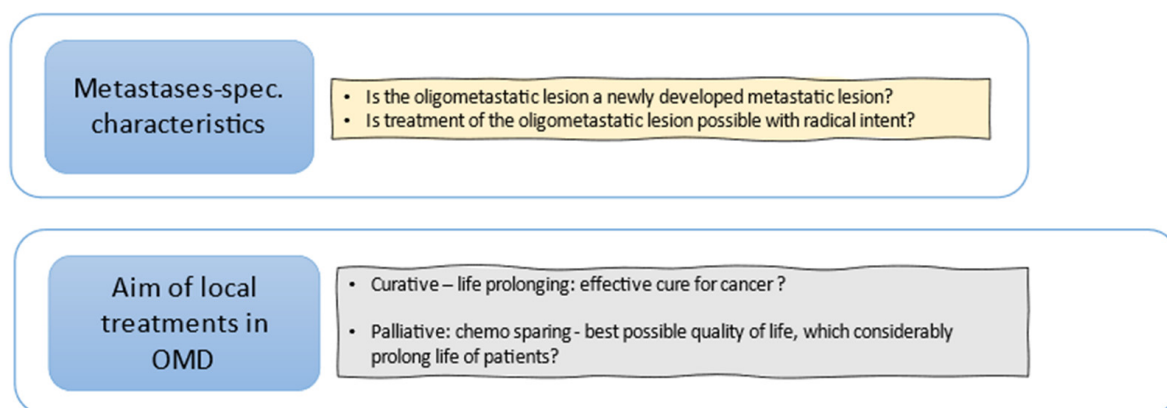 Metastases-spec.
characteristics
• Is the oligometastatic lesion a newly developed metastatic lesion?
• Is treatment of the oligometastatic lesion possible with radical intent?
Aim of local
treatments in
OMD
• Curative – life prolonging: effective cure for cancer ?
• Palliative: chemo sparing - best possible quality of life, which considerably
prolong life of patients?